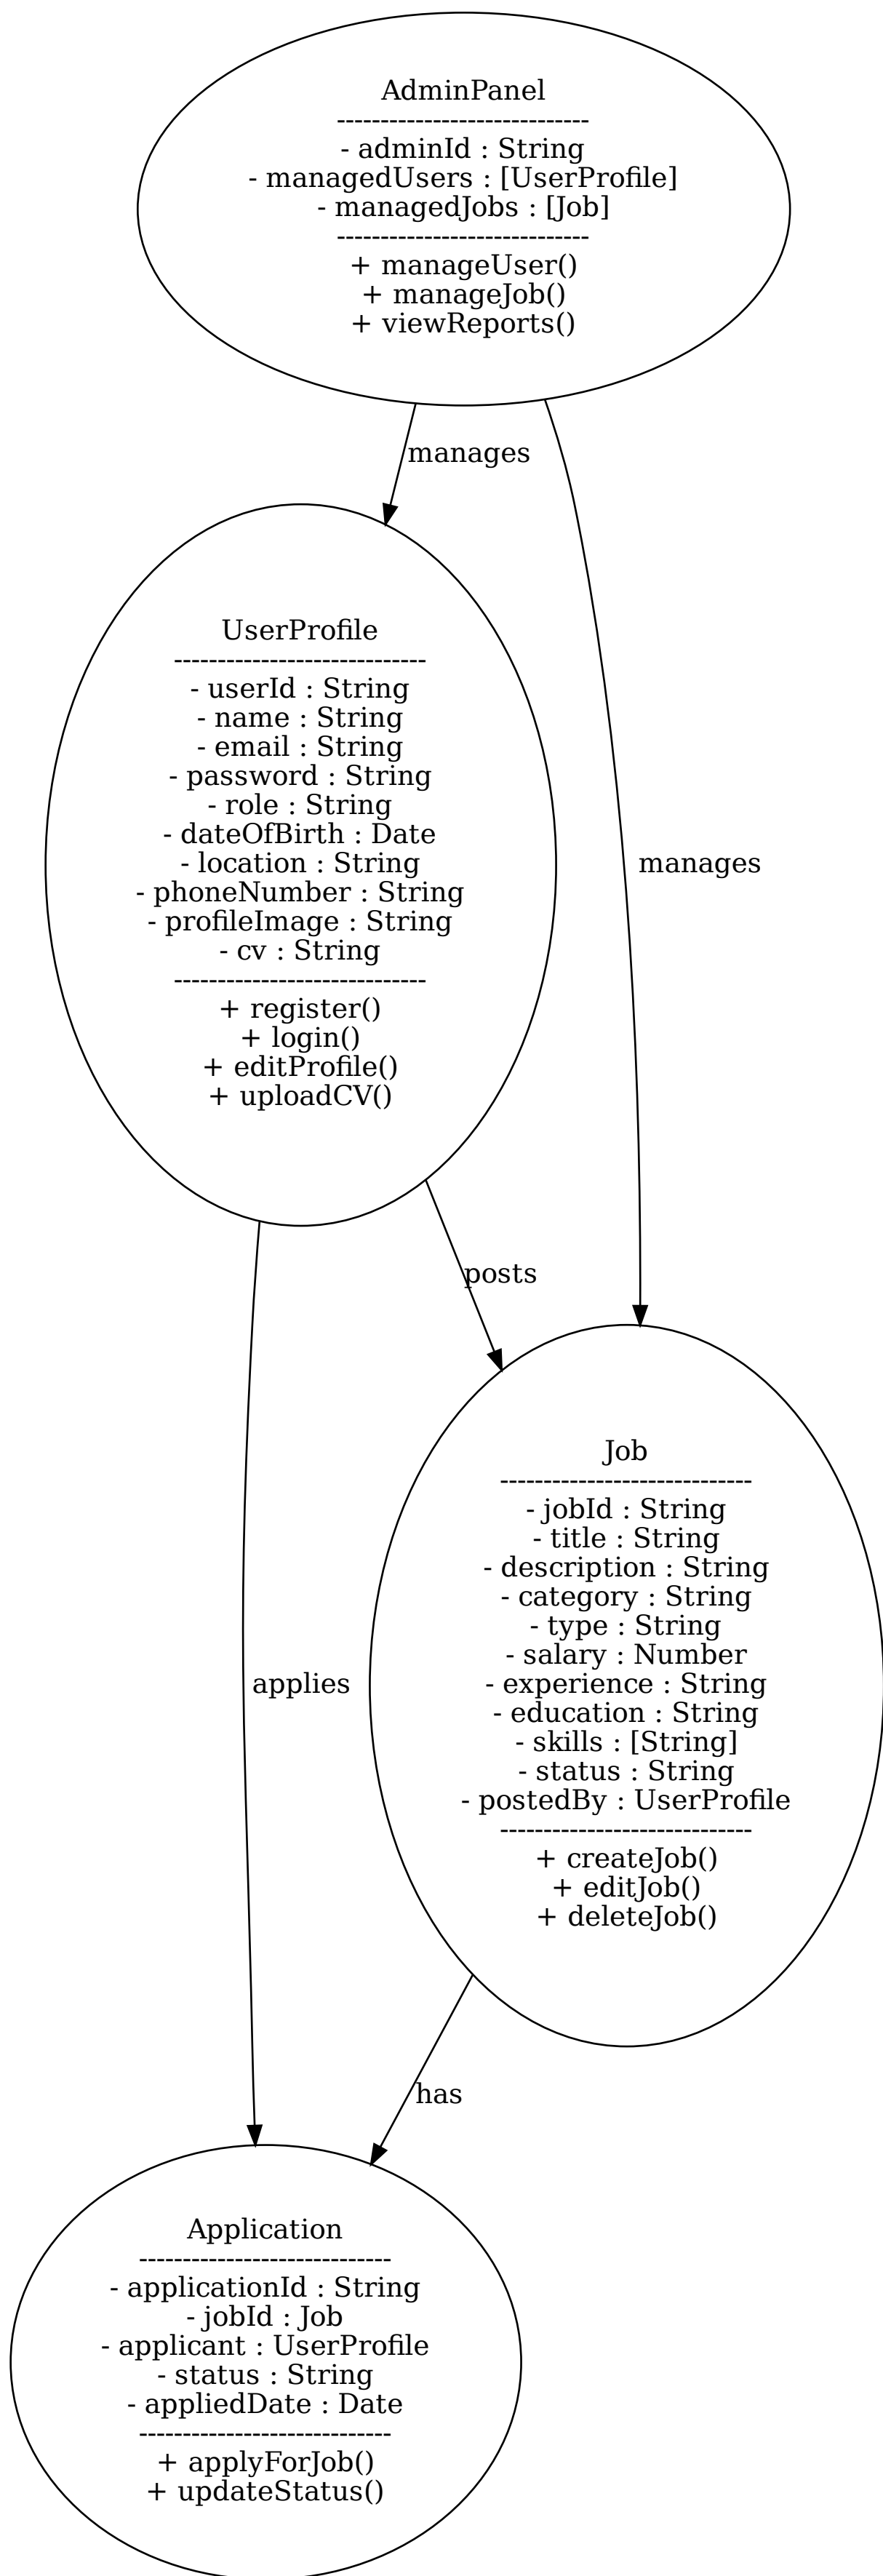 AdminPanel
-----------------------------
- adminId : String
- managedUsers : [UserProfile]
- managedJobs : [Job]
-----------------------------
+ manageUser()
+ manageJob()
+ viewReports()
manages
UserProfile
-----------------------------
- userId : String
- name : String
- email : String
- password : String
- role : String
- dateOfBirth : Date
- location : String
- phoneNumber : String
- profileImage : String
- cv : String
-----------------------------
+ register()
+ login()
+ editProfile()
+ uploadCV()
manages
posts
Job
-----------------------------
- jobId : String
- title : String
- description : String
- category : String
- type : String
- salary : Number
- experience : String
- education : String
- skills : [String]
- status : String
- postedBy : UserProfile
-----------------------------
+ createJob()
+ editJob()
+ deleteJob()
applies
has
Application
-----------------------------
- applicationId : String
- jobId : Job
- applicant : UserProfile
- status : String
- appliedDate : Date
-----------------------------
+ applyForJob()
+ updateStatus()